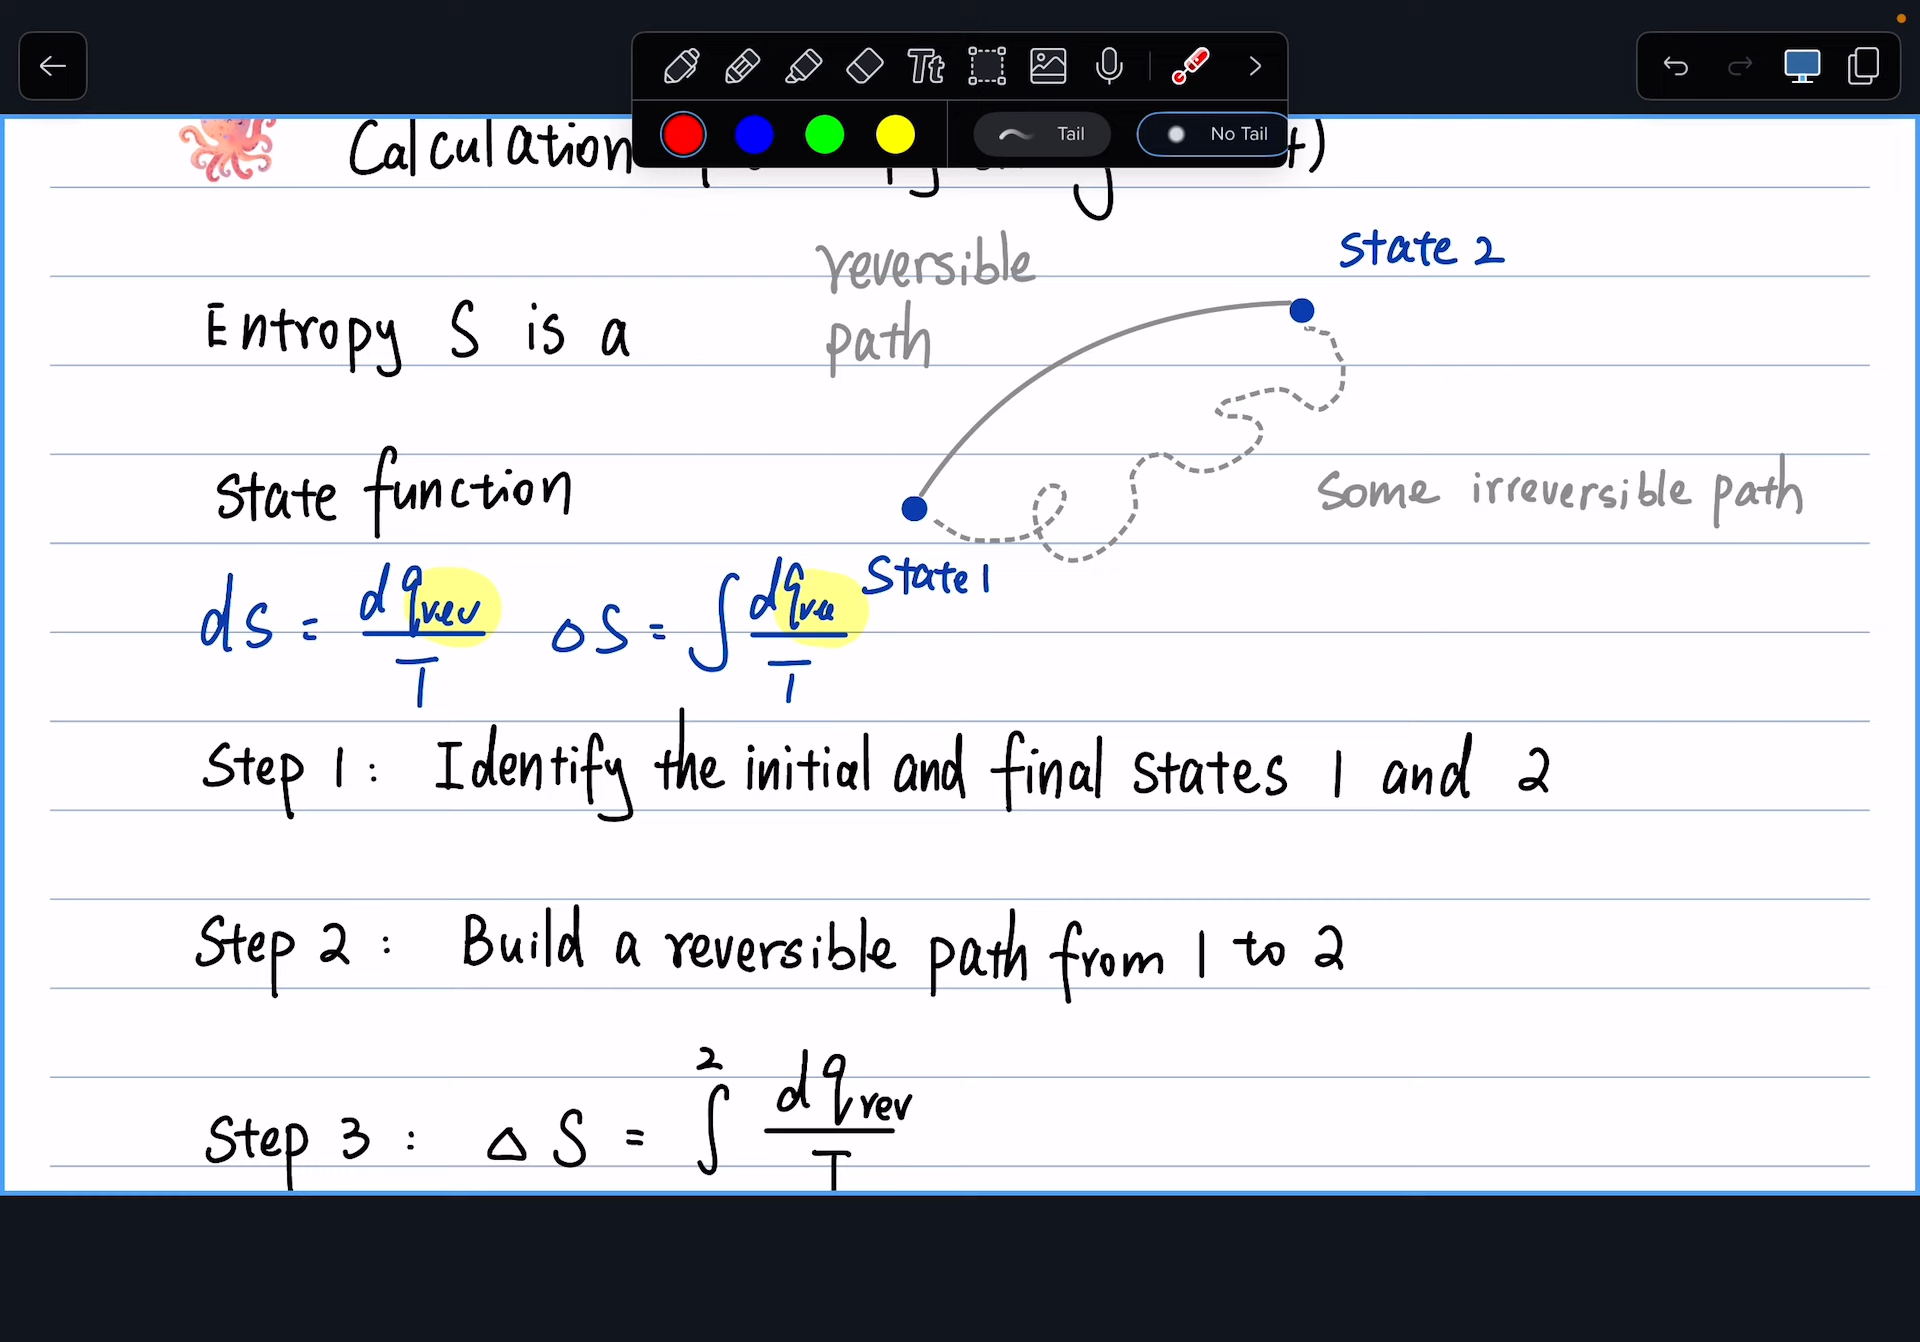 Tt
Tail
No Tail
Calculation
t)
reversible
path
State 2
Entropy S is a
State function
Some irreversible path
State 1
dS = dqrev / T   ΔS = ∫ dqrev / T
Step 1 : Identify the initial and final states 1 and 2
Step 2 : Build a reversible path from 1 to 2
Step 3 : Δ S = ∫² dqrev / T